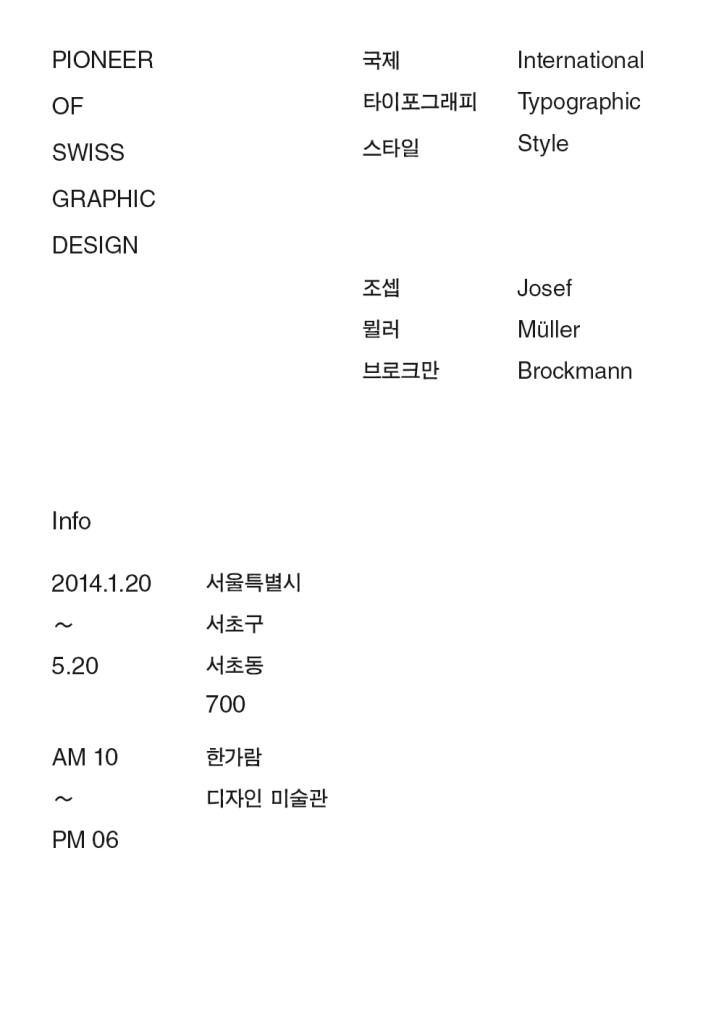 PIONEER
OF
SWISS
GRAPHIC
DESIGN
국제
타이포그래피
스타일
International
Typographic
Style
조셉
뮐러
브로크만
Josef
Müller
Brockmann
Info
2014.1.20
~
5.20
서울특별시
서초구
서초동
700
AM 10
~
PM 06
한가람
디자인 미술관